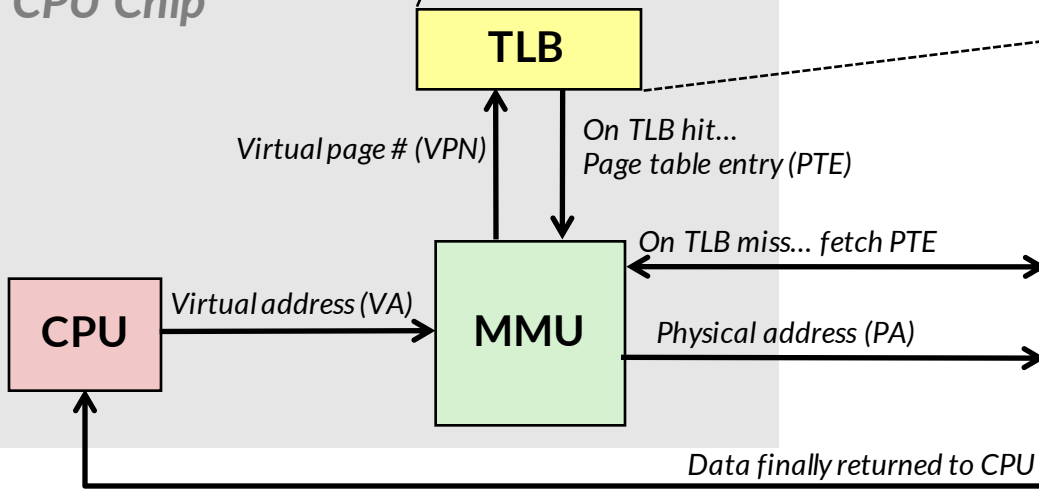 CPU Chip
TLB
Virtual page # (VPN)
On TLB hit...
Page table entry (PTE)
On TLB miss... fetch PTE
Virtual address (VA)
CPU
MMU
Physical address (PA)
Data finally returned to CPU